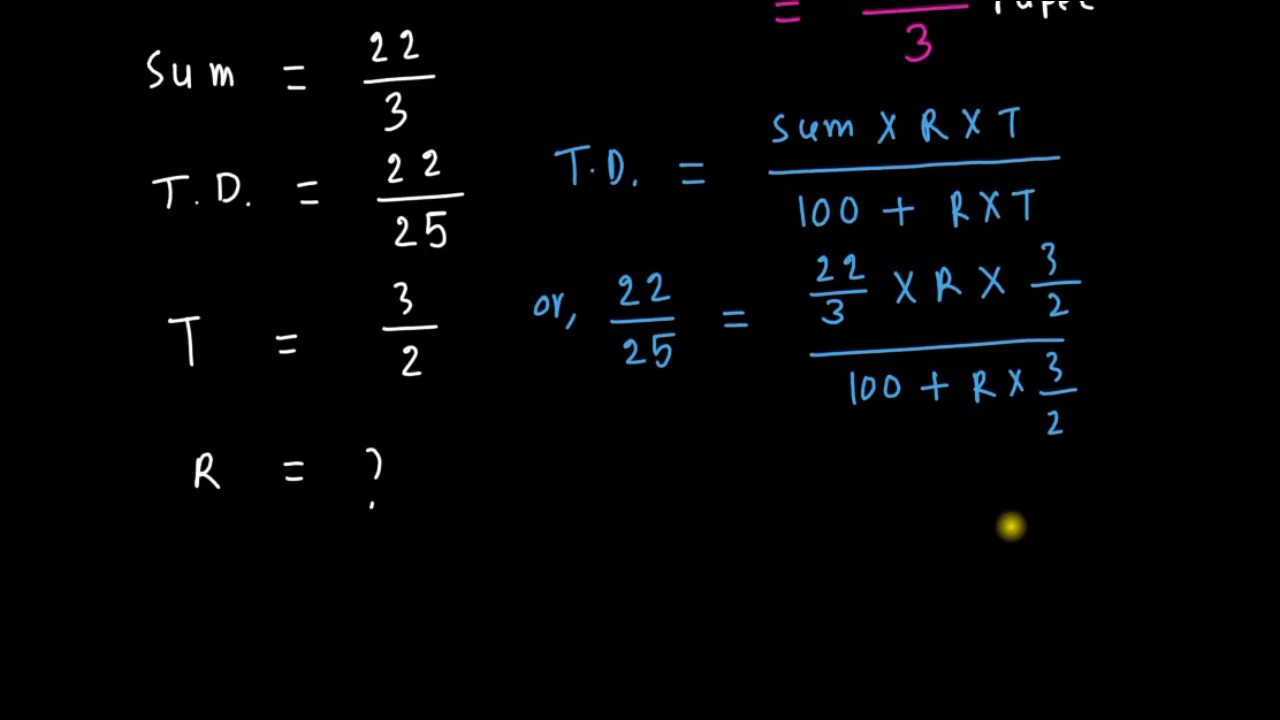 = /3
Sum = 22/3
T.D. = 22/25
T = 3/2
R = ?
T.D. = Sum X R X T / 100 + R X T
or, 22/25 = 22/3 X R X 3/2 / 100 + R X 3/2